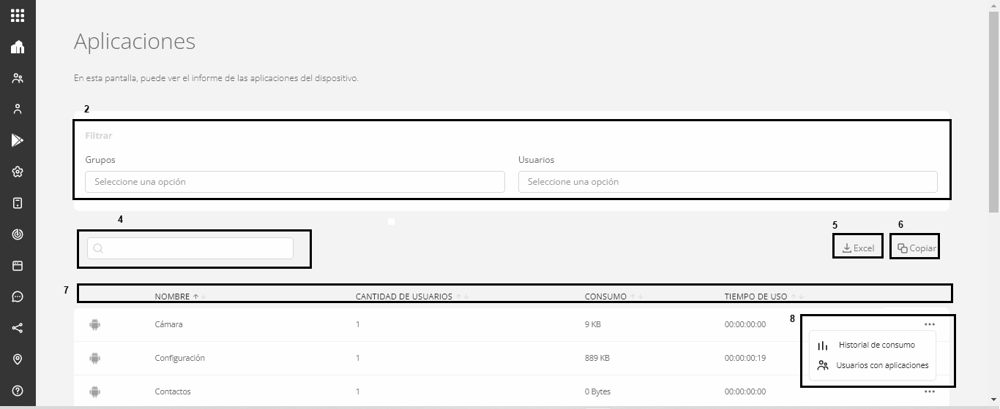 Aplicaciones
En esta pantalla, puede ver el informe de las aplicaciones del dispositivo.
2
Filtrar
Grupos Usuarios
Seleccione una opción Seleccione una opción
4 5 6
Excel Copiar
7
NOMBRE CANTIDAD DE USUARIOS CONSUMO TIEMPO DE USO
8
Cámara 1 9 KB 00:00:00:00
Historial de consumo
Configuración 1 889 KB 00:00:00:19
Usuarios con aplicaciones
Contactos 1 0 Bytes 00:00:00:00